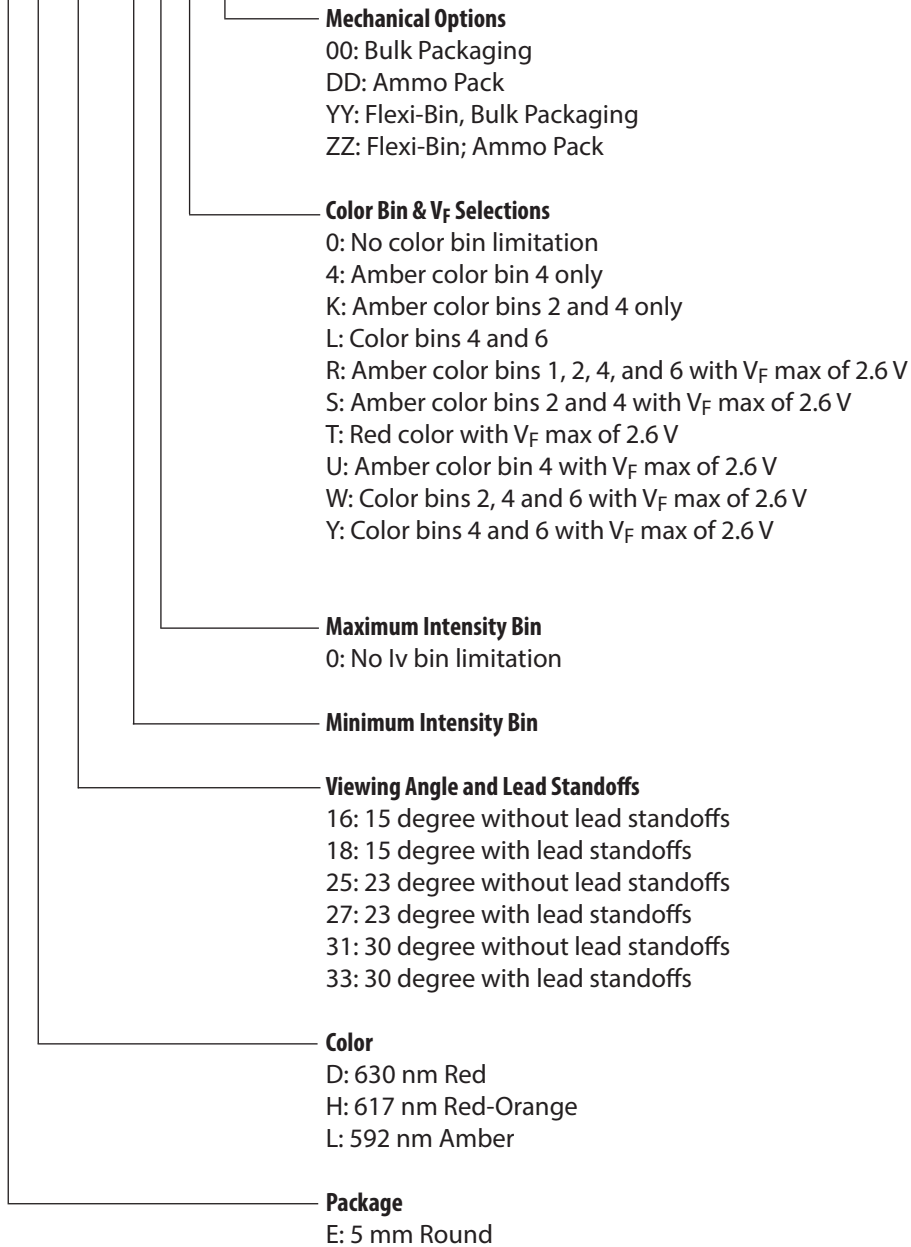 Mechanical Options
00: Bulk Packaging
DD: Ammo Pack
YY: Flexi-Bin, Bulk Packaging
ZZ: Flexi-Bin; Ammo Pack
Color Bin & VF Selections
0: No color bin limitation
4: Amber color bin 4 only
K: Amber color bins 2 and 4 only
L: Color bins 4 and 6
R: Amber color bins 1, 2, 4, and 6 with VF max of 2.6 V
S: Amber color bins 2 and 4 with VF max of 2.6 V
T: Red color with VF max of 2.6 V
U: Amber color bin 4 with VF max of 2.6 V
W: Color bins 2, 4 and 6 with VF max of 2.6 V
Y: Color bins 4 and 6 with VF max of 2.6 V
Maximum Intensity Bin
0: No Iv bin limitation
Minimum Intensity Bin
Viewing Angle and Lead Standoffs
16: 15 degree without lead standoffs
18: 15 degree with lead standoffs
25: 23 degree without lead standoffs
27: 23 degree with lead standoffs
31: 30 degree without lead standoffs
33: 30 degree with lead standoffs
Color
D: 630 nm Red
H: 617 nm Red-Orange
L: 592 nm Amber
Package
E: 5 mm Round